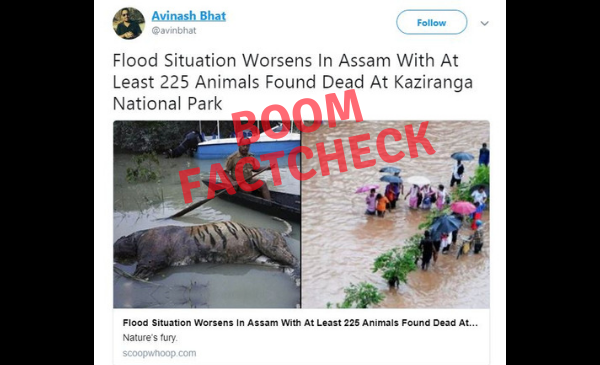 Avinash Bhat
@avinbhat
Follow
Flood Situation Worsens In Assam With At
Least 225 Animals Found Dead At Kaziranga
National Park
BOOM
FACTCHECK
Flood Situation Worsens In Assam With At Least 225 Animals Found Dead At...
Nature's fury.
scoopwhoop.com